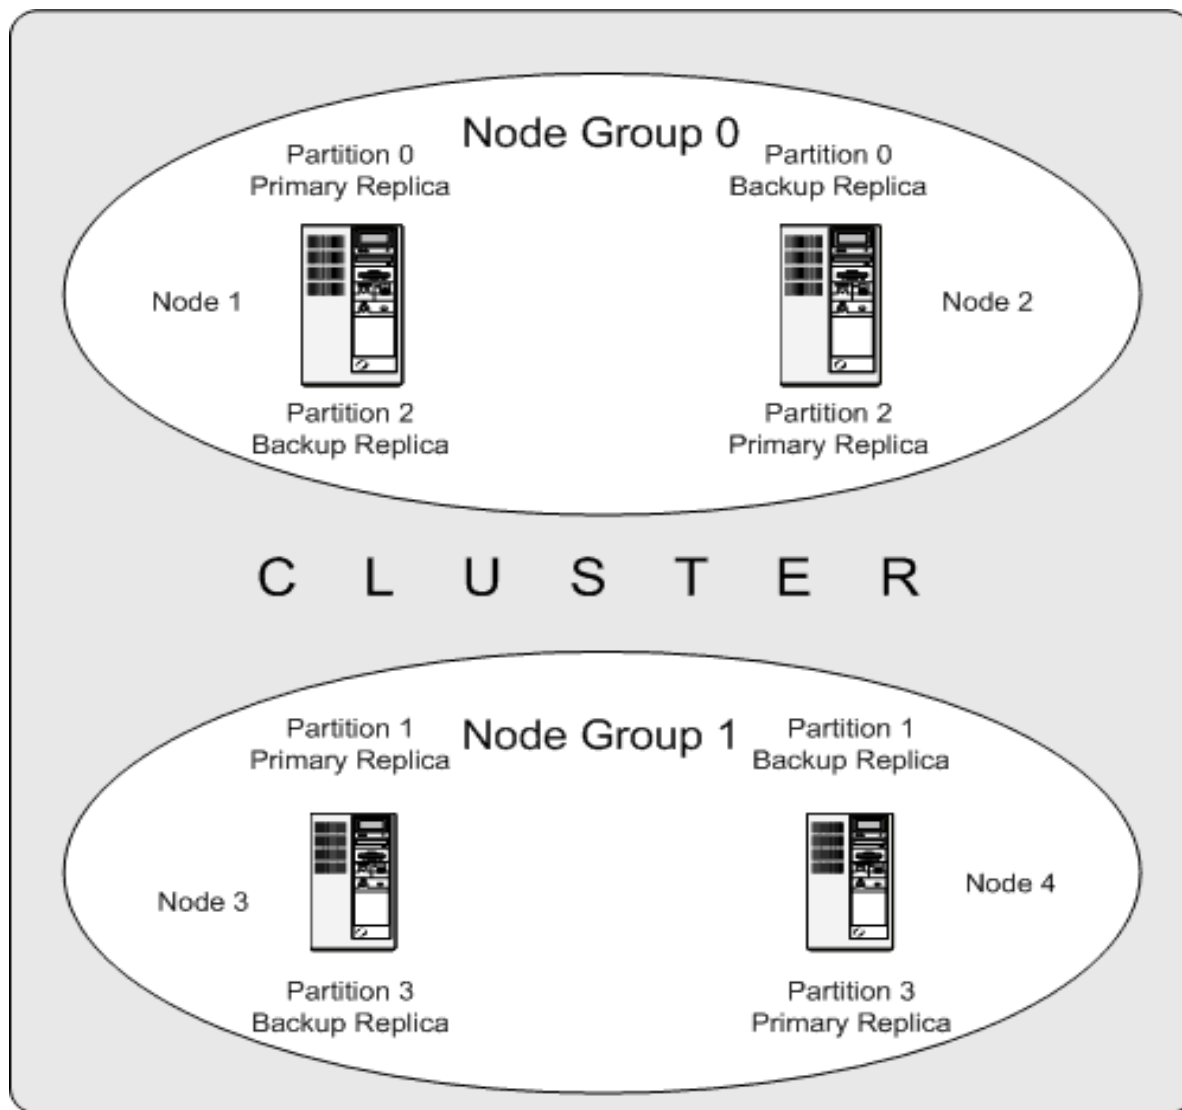 Node Group 0
Partition 0
Primary Replica
Partition 0
Backup Replica
Node 1
Node 2
Partition 2
Backup Replica
Partition 2
Primary Replica
C L U S T E R
Node Group 1
Partition 1
Primary Replica
Partition 1
Backup Replica
Node 3
Node 4
Partition 3
Backup Replica
Partition 3
Primary Replica